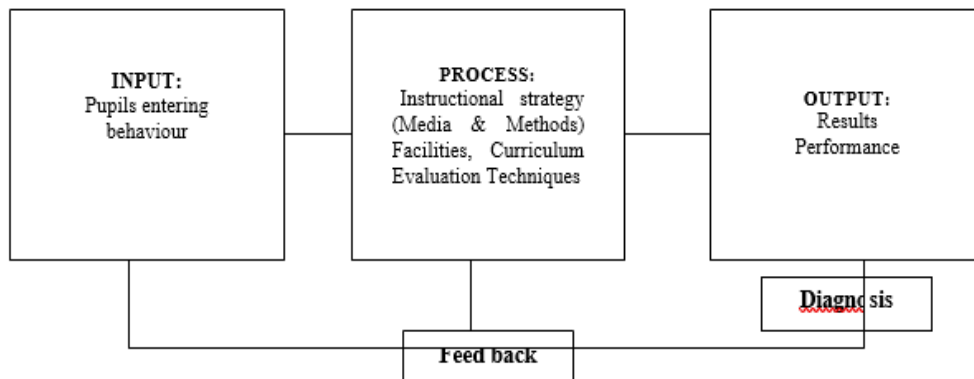 INPUT:
Pupils entering
behaviour
PROCESS:
Instructional strategy
(Media & Methods)
Facilities, Curriculum
Evaluation Techniques
OUTPUT:
Results
Performance
Diagnosis
Feed back